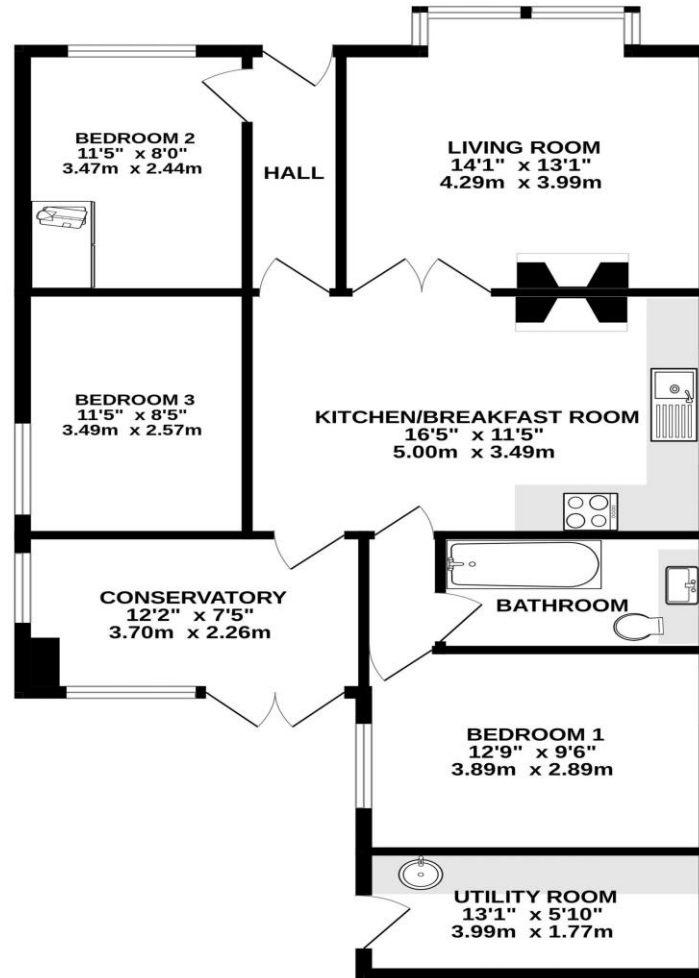 BEDROOM 2
11'5" x 8'0"
3.47m x 2.44m
HALL
LIVING ROOM
14'1" x 13'1"
4.29m x 3.99m
BEDROOM 3
11'5" x 8'5"
3.49m x 2.57m
KITCHEN/BREAKFAST ROOM
16'5" x 11'5"
5.00m x 3.49m
CONSERVATORY
12'2" x 7'5"
3.70m x 2.26m
BATHROOM
BEDROOM 1
12'9" x 9'6"
3.89m x 2.89m
UTILITY ROOM
13'1" x 5'10"
3.99m x 1.77m